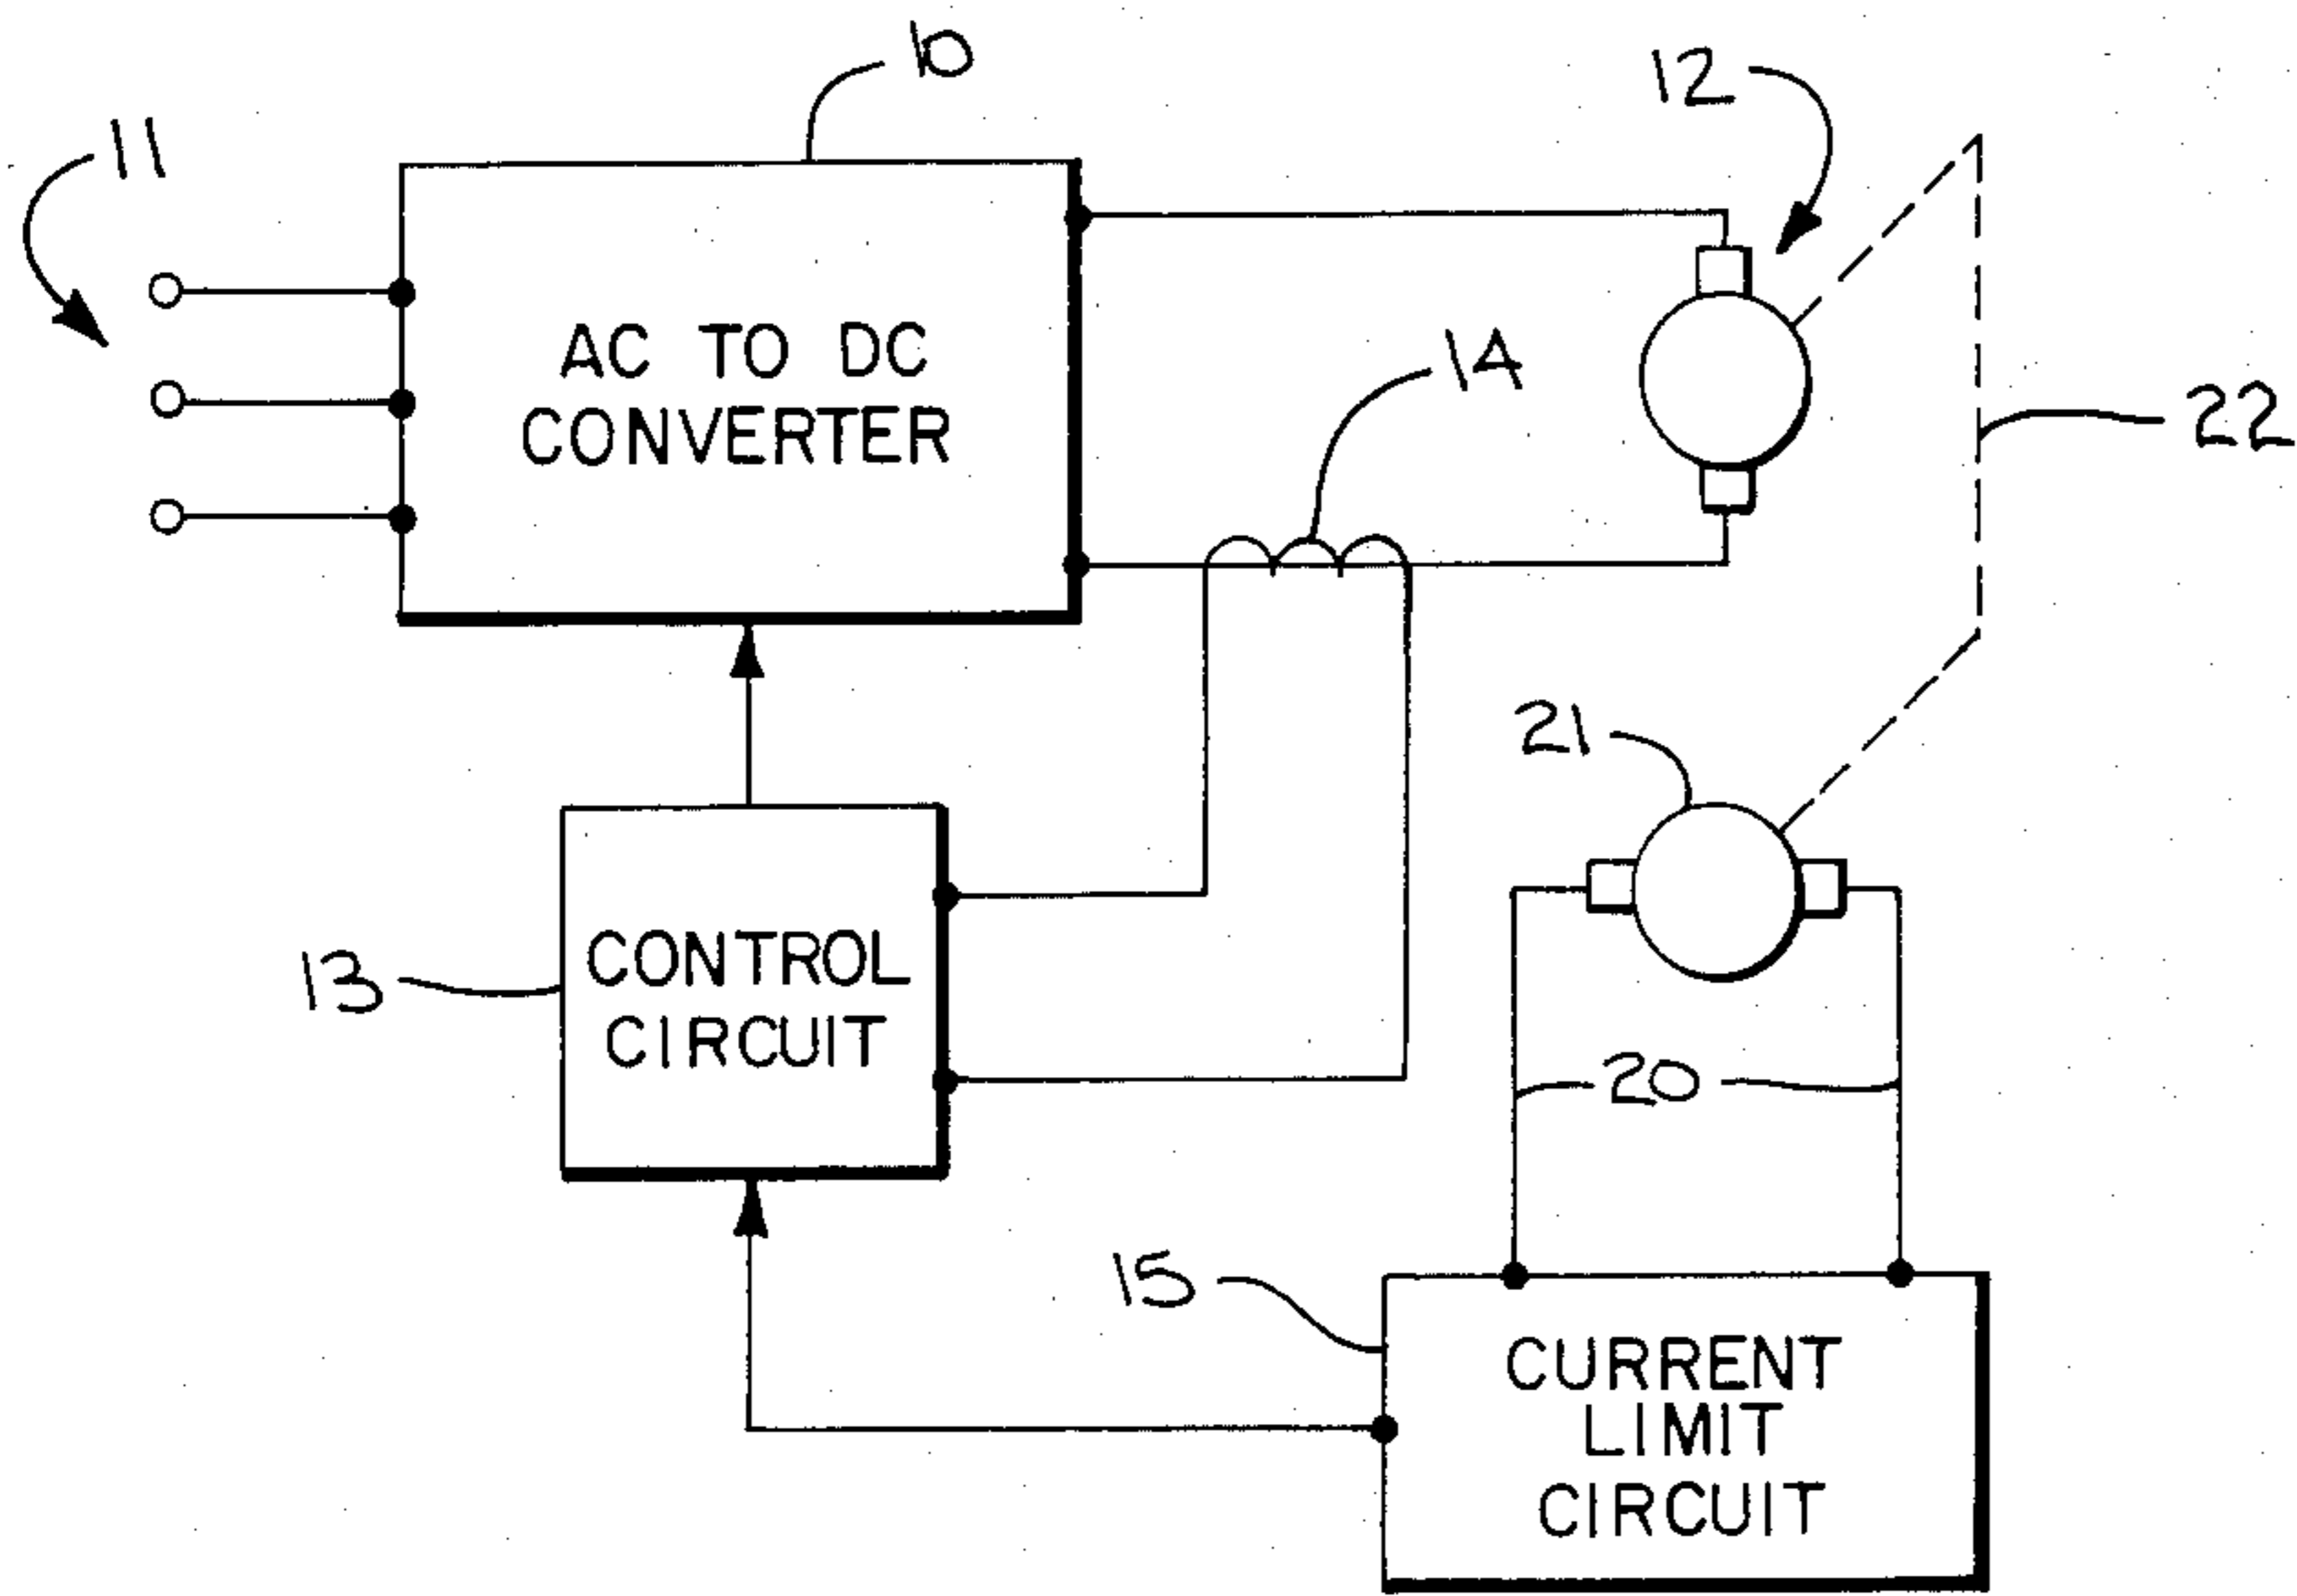 10
12
11
AC TO DC
CONVERTER
14
22
21
13
CONTROL
CIRCUIT
20
15
CURRENT
LIMIT
CIRCUIT